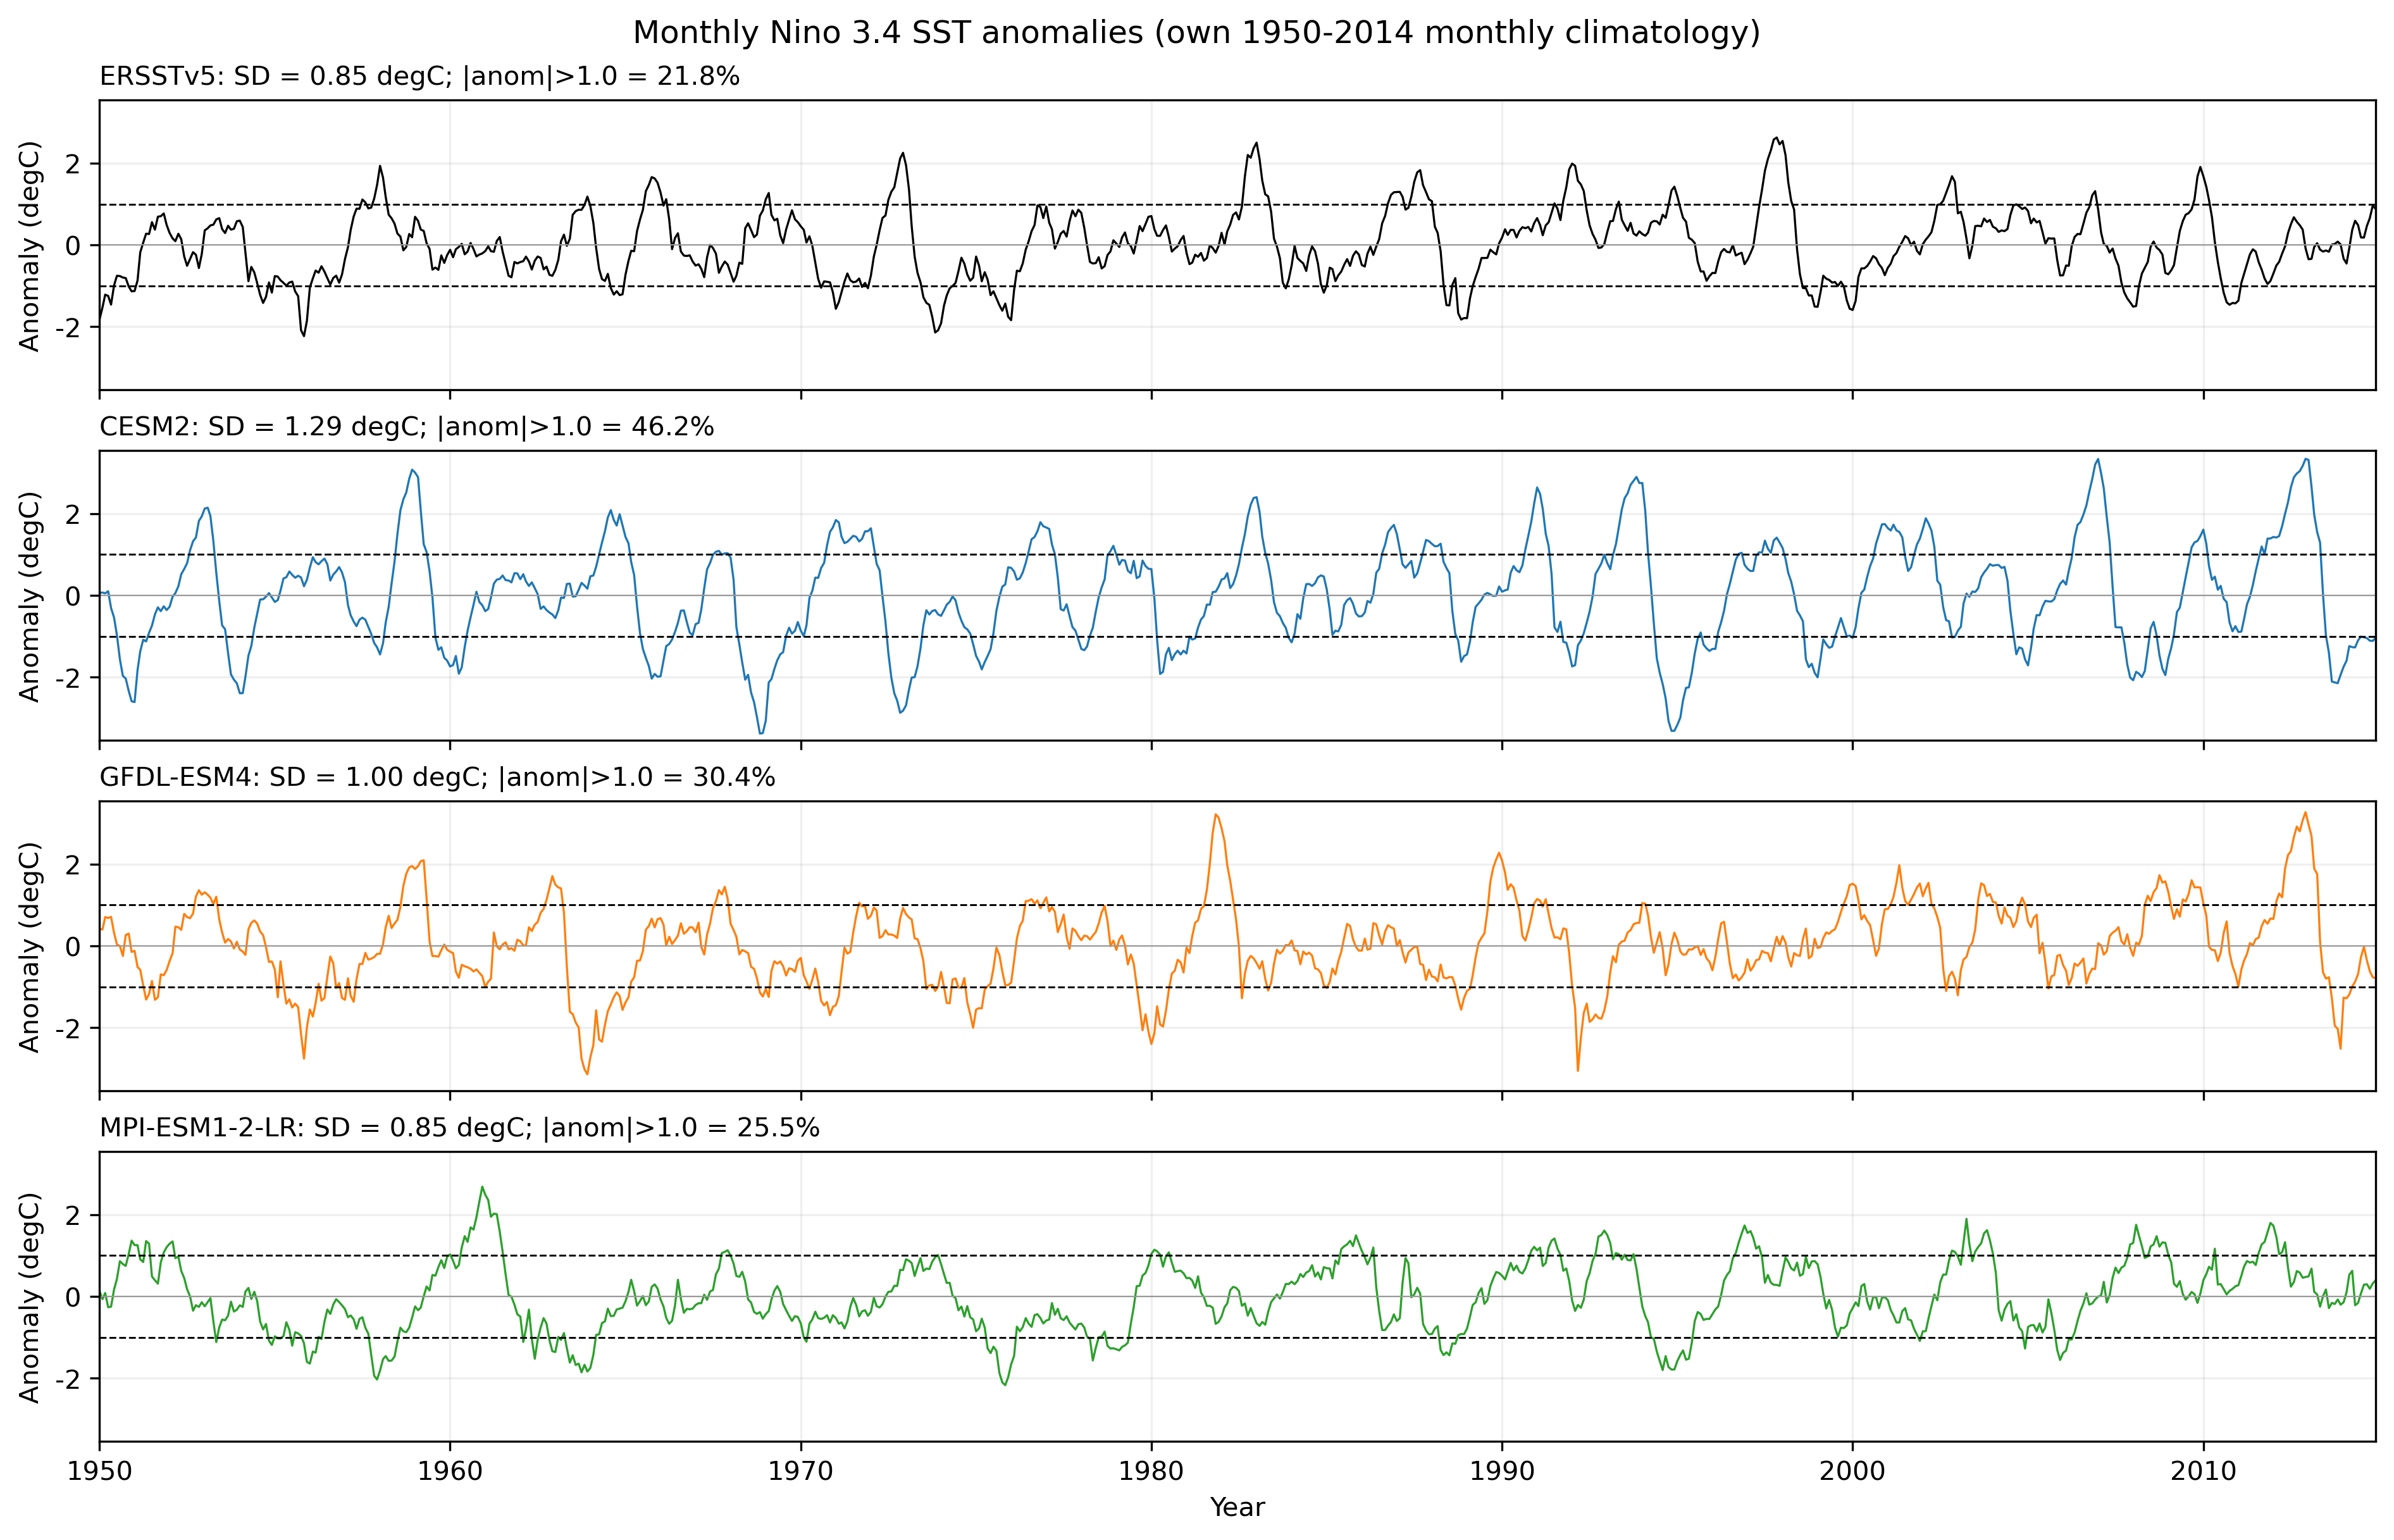 Monthly Nino 3.4 SST anomalies (own 1950-2014 monthly climatology)
ERSSTv5: SD = 0.85 degC; |anom|>1.0 = 21.8%
Anomaly (degC)
2
0
-2
CESM2: SD = 1.29 degC; |anom|>1.0 = 46.2%
Anomaly (degC)
2
0
-2
GFDL-ESM4: SD = 1.00 degC; |anom|>1.0 = 30.4%
Anomaly (degC)
2
0
-2
MPI-ESM1-2-LR: SD = 0.85 degC; |anom|>1.0 = 25.5%
Anomaly (degC)
2
0
-2
1950 1960 1970 1980 1990 2000 2010
Year